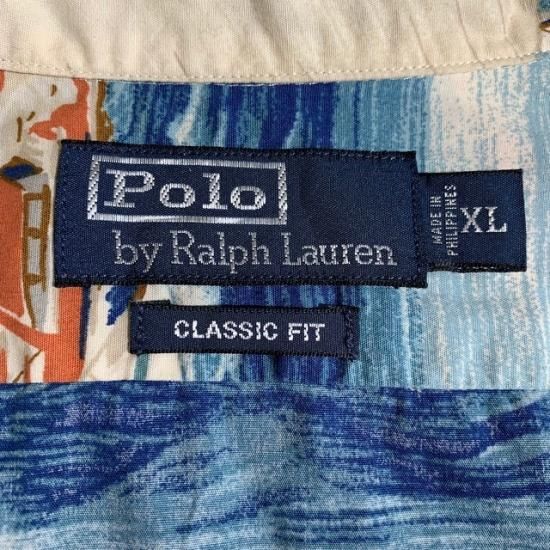 Polo
by Ralph Lauren
MADE IN
PHILIPPINES
XL
CLASSIC FIT